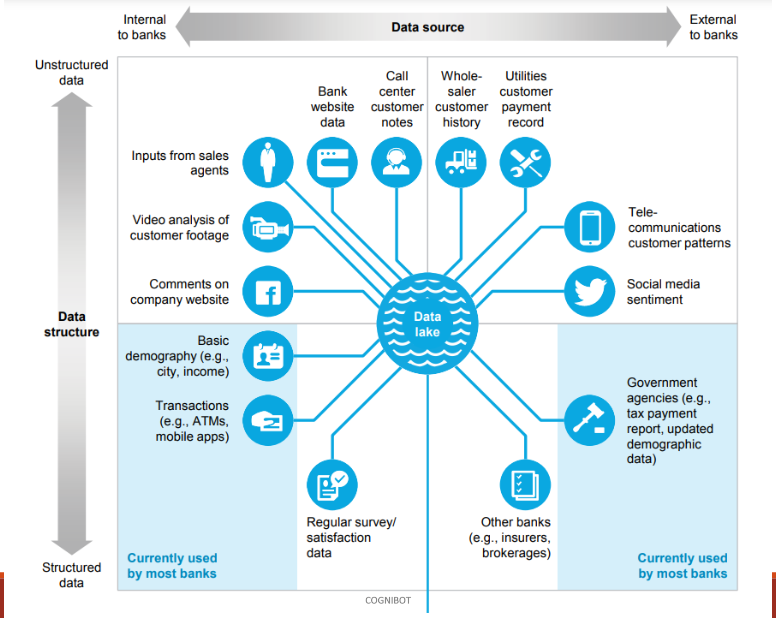 Internal
to banks
Data source
External
to banks
Unstructured
data
Data
structure
Structured
data
Inputs from sales
agents
Bank
website
data
Call
center
customer
notes
Whole-
saler
customer
history
Utilities
customer
payment
record
Video analysis of
customer footage
Tele-
communications
customer patterns
Comments on
company website
f
Social media
sentiment
Data
lake
Basic
demography (e.g.,
city, income)
Transactions
(e.g., ATMs,
mobile apps)
Government
agencies (e.g.,
tax payment
report, updated
demographic
data)
Regular survey/
satisfaction
data
Other banks
(e.g., insurers,
brokerages)
Currently used
by most banks
Currently used
by most banks
COGNIBOT